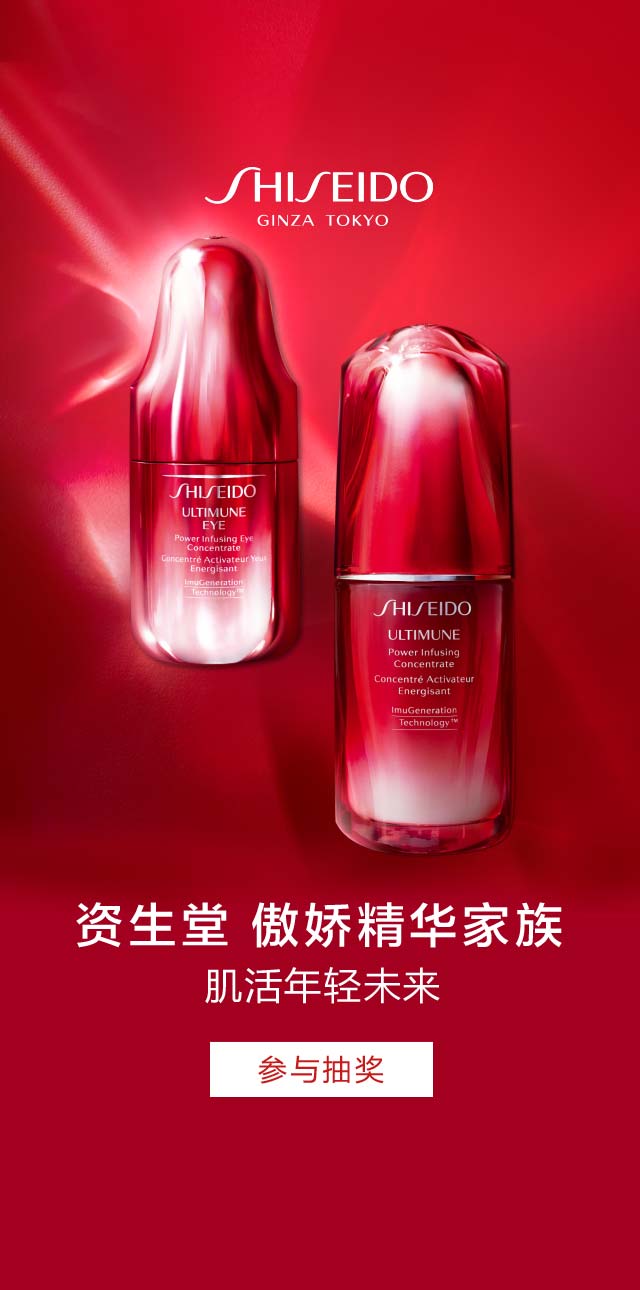 SHISEIDO
GINZA TOKYO
SHISEIDO
ULTIMUNE
EYE
Power Infusing Eye
Concentrate
Concentré Activateur Yeux
Energisant
ImuGeneration
Technology™
SHISEIDO
ULTIMUNE
Power Infusing
Concentrate
Concentré Activateur
Energisant
ImuGeneration
Technology™
资生堂 傲娇精华家族
肌活年轻未来
参与抽奖